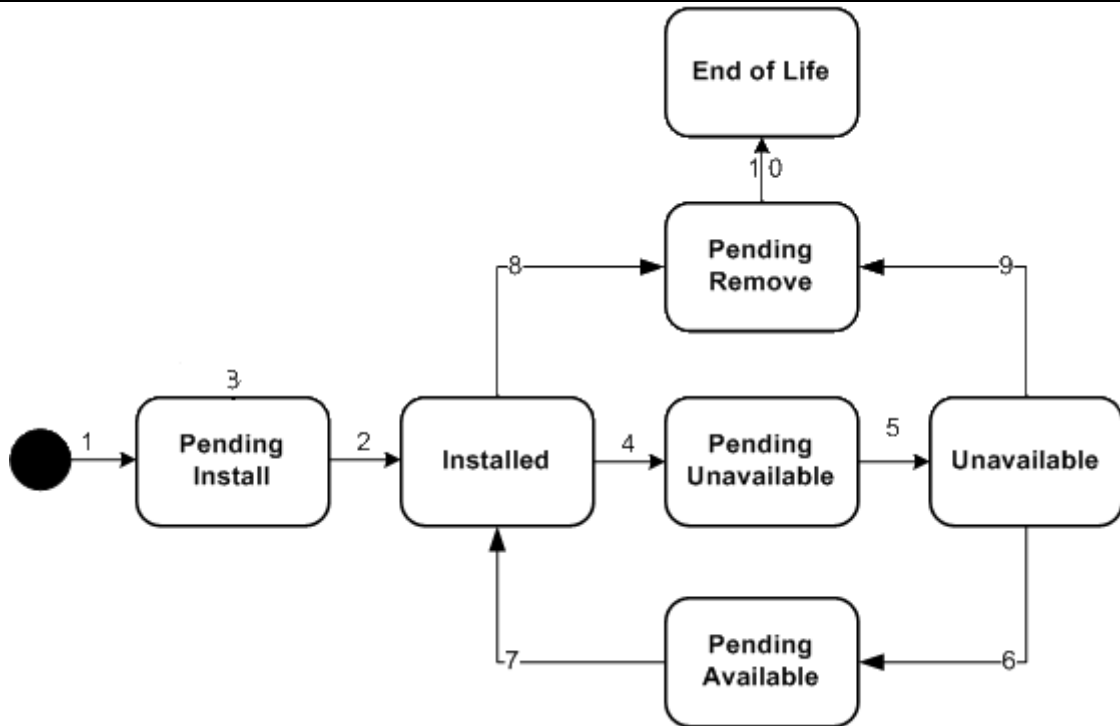 End of Life
10
Pending
Remove
8
9
3
1
Pending
Install
2
Installed
4
Pending
Unavailable
5
Unavailable
Pending
Available
7
6